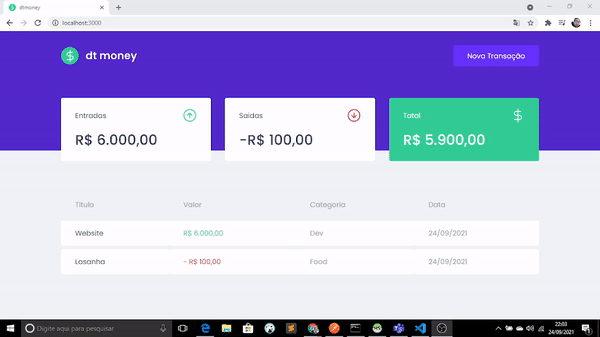 dtmoney
localhost:3000
dt money
Nova Transação
Entradas
R$ 6.000,00
Saídas
-R$ 100,00
Total
R$ 5.900,00
Título Valor Categoria Data
Website R$ 6.000,00 Dev 24/09/2021
Lasanha - R$ 100,00 Food 24/09/2021
Digite aqui para pesquisar
22:03
24/09/2021